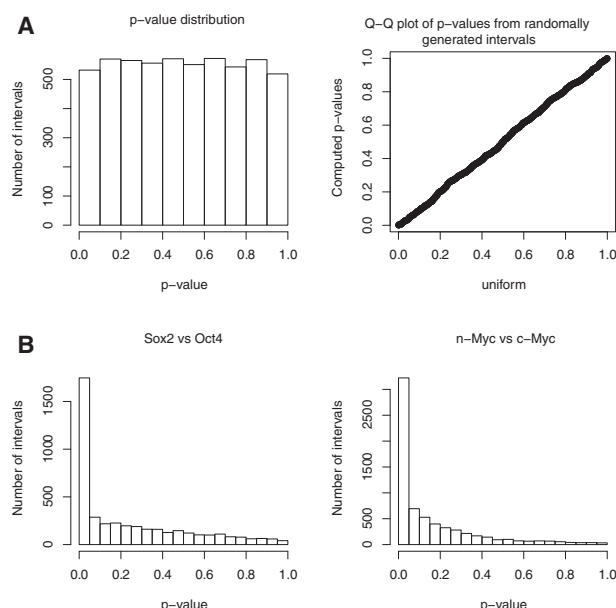 A
p-value distribution
Number of intervals
100
300
500
0.0 0.2 0.4 0.6 0.8 1.0
p-value
Q-Q plot of p-values from randomally
generated intervals
Computed p-values
0.0
0.2
0.4
0.6
0.8
1.0
0.0 0.2 0.4 0.6 0.8 1.0
uniform
B
Sox2 vs Oct4
Number of intervals
0
500
1000
1500
0.0 0.2 0.4 0.6 0.8 1.0
p-value
n-Myc vs c-Myc
Number of intervals
0
500
1500
2500
0.0 0.2 0.4 0.6 0.8 1.0
p-value